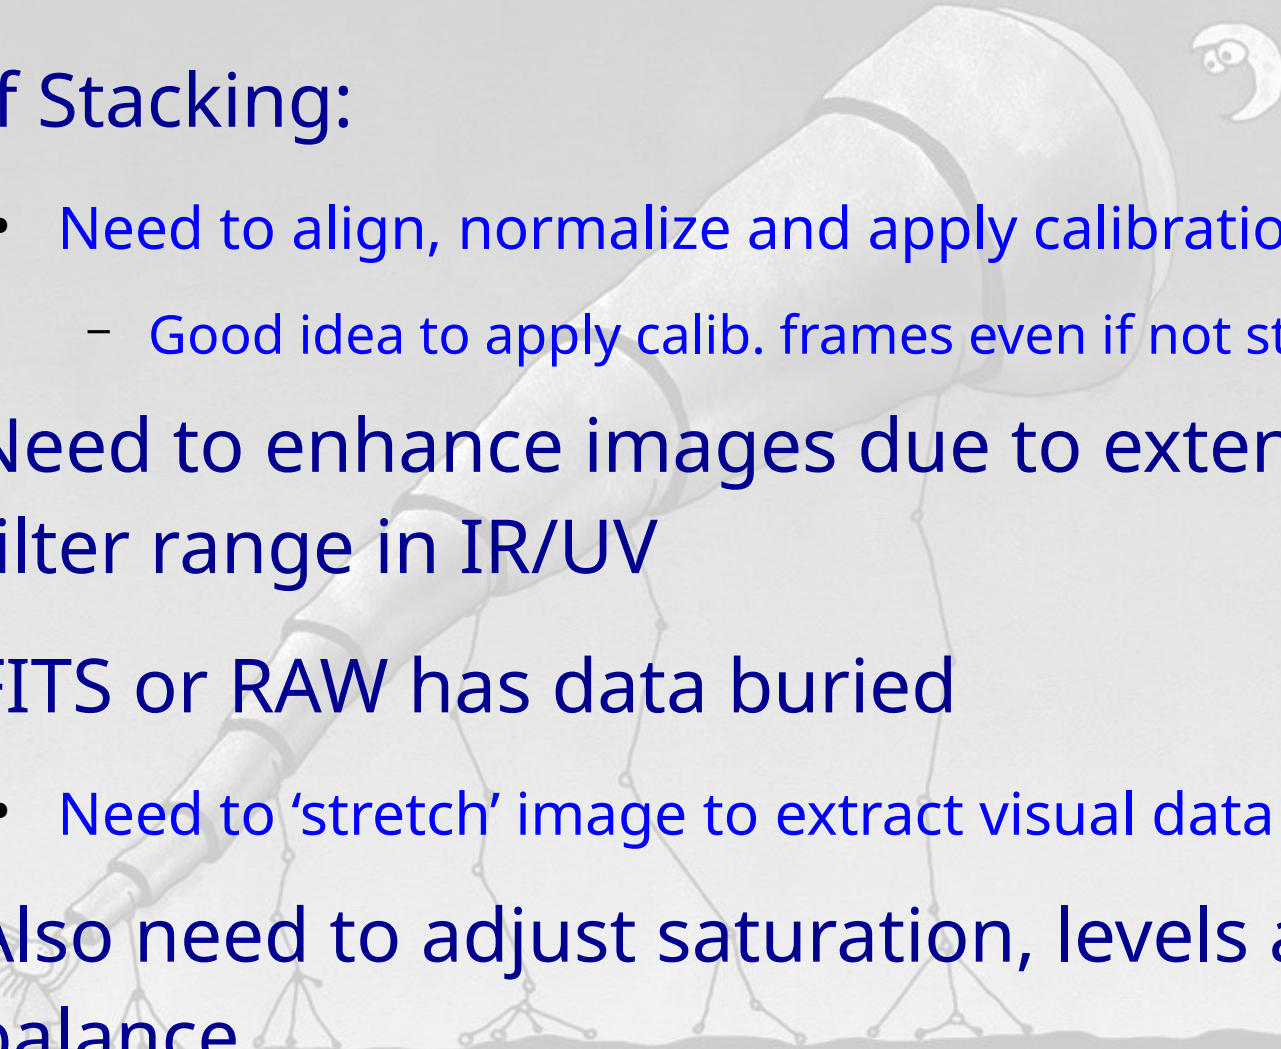 f Stacking:
• Need to align, normalize and apply calibratio
– Good idea to apply calib. frames even if not st
Need to enhance images due to exten
ilter range in IR/UV
FITS or RAW has data buried
• Need to ‘stretch’ image to extract visual data
Also need to adjust saturation, levels a
balance